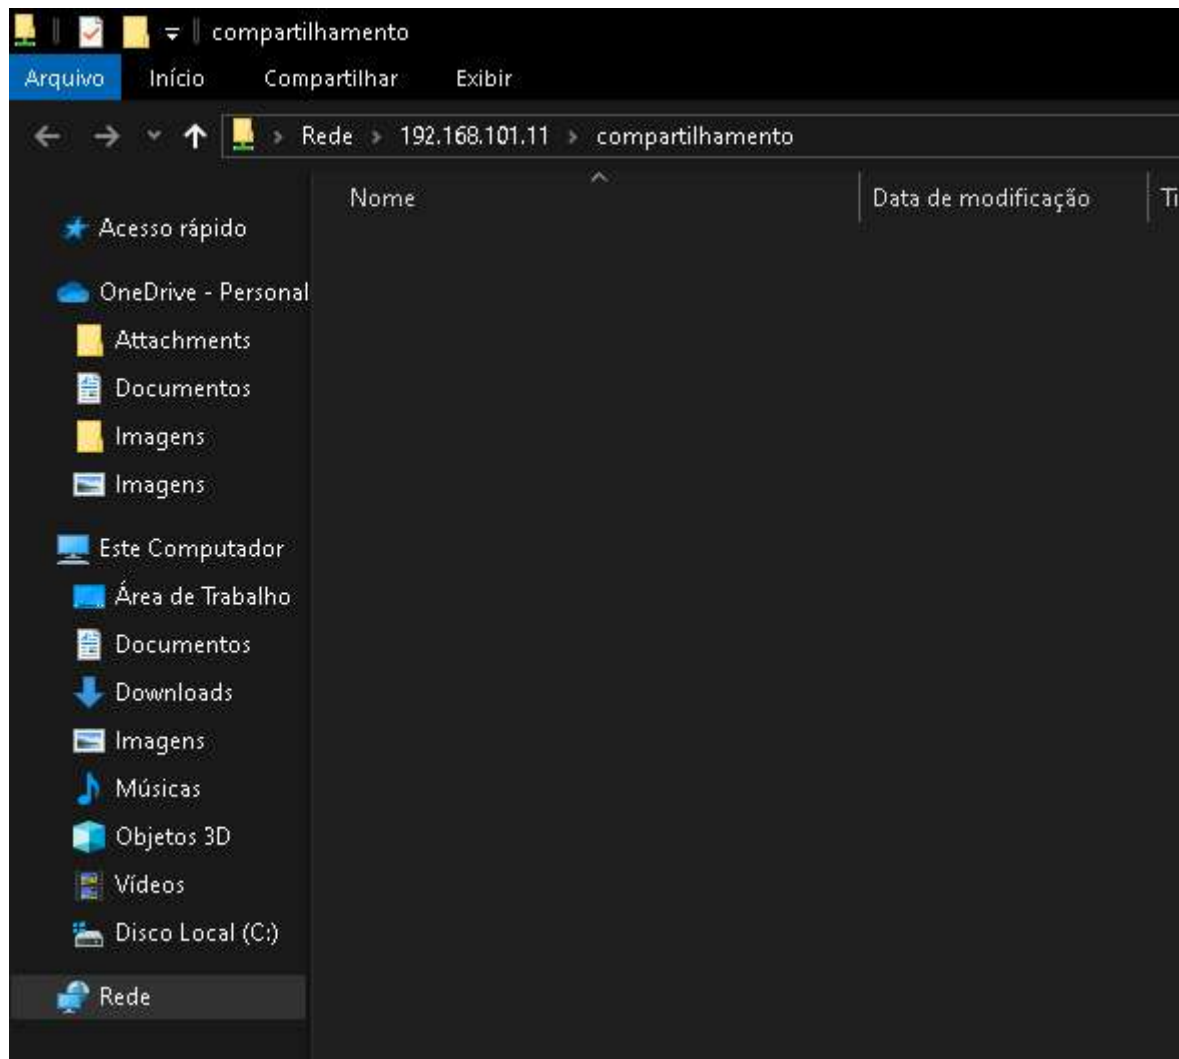 compartilhamento
Arquivo Início Compartilhar Exibir
Rede 192.168.101.11 compartilhamento
Nome Data de modificação Ti
Acesso rápido
OneDrive - Personal
Attachments
Documentos
Imagens
Imagens
Este Computador
Área de Trabalho
Documentos
Downloads
Imagens
Músicas
Objetos 3D
Vídeos
Disco Local (C:)
Rede